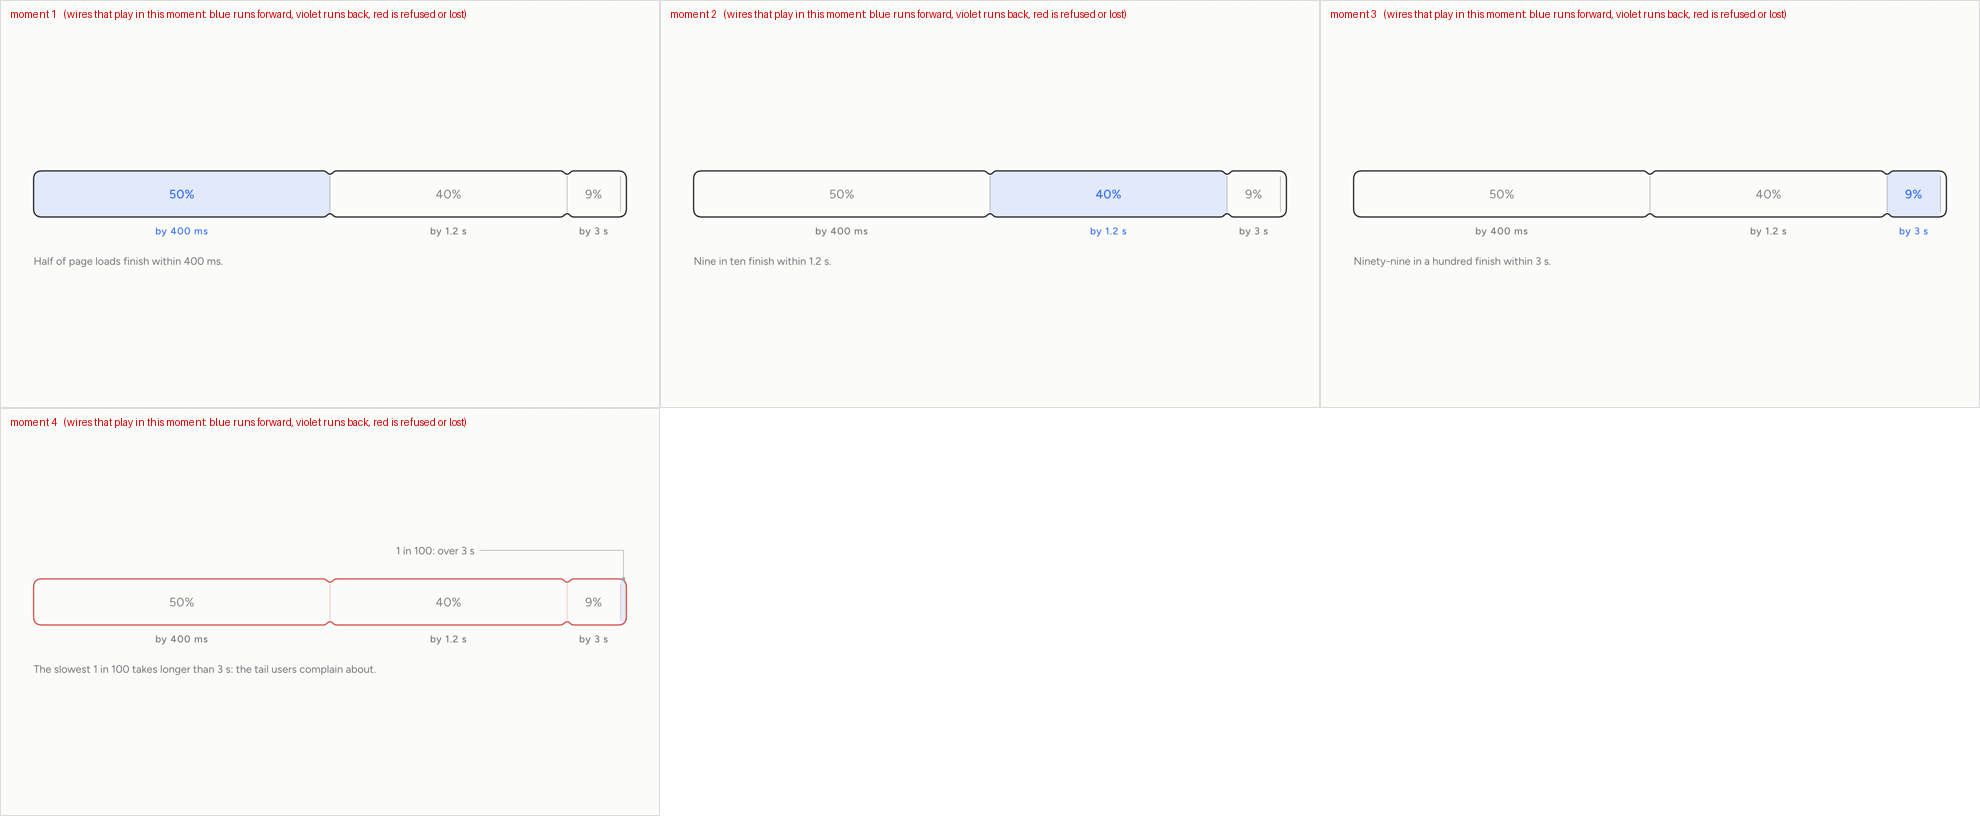 moment 1 (wires that play in this moment: blue runs forward, violet runs back, red is refused or lost)
50%
40%
9%
by 400 ms
by 1.2 s
by 3 s
Half of page loads finish within 400 ms.
moment 2 (wires that play in this moment: blue runs forward, violet runs back, red is refused or lost)
50%
40%
9%
by 400 ms
by 1.2 s
by 3 s
Nine in ten finish within 1.2 s.
moment 3 (wires that play in this moment: blue runs forward, violet runs back, red is refused or lost)
50%
40%
9%
by 400 ms
by 1.2 s
by 3 s
Ninety-nine in a hundred finish within 3 s.
moment 4 (wires that play in this moment: blue runs forward, violet runs back, red is refused or lost)
1 in 100: over 3 s
50%
40%
9%
by 400 ms
by 1.2 s
by 3 s
The slowest 1 in 100 takes longer than 3 s: the tail users complain about.